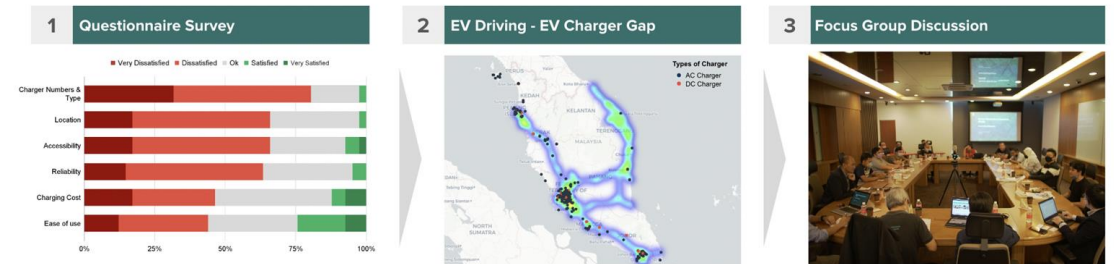 1 Questionnaire Survey
Very Dissatisfied Dissatisfied Ok Satisfied Very Satisfied
Charger Numbers &
Type
Location
Accessibility
Reliability
Charging Cost
Ease of use
0% 25% 50% 75% 100%
2 EV Driving - EV Charger Gap
Types of Charger
AC Charger
DC Charger
PERLIS
KEDAH
KELANTAN
MALAYSIA
NORTH
SUMATRA
3 Focus Group Discussion